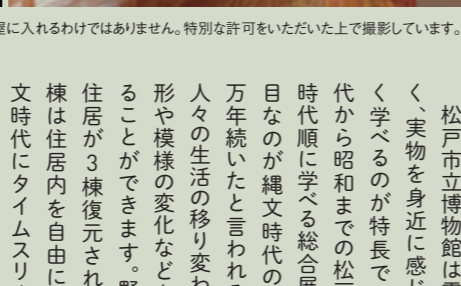 屋に入れるわけではありません。特別な許可をいただいた上で撮影しています。
松戸市立博物館は
く、実物を身近に感じ
く学べるのが特長で
代から昭和までの松
時代順に学べる総合展
目なのが縄文時代の
万年続いたと言われ
人々の生活の移り変わ
形や模様の変化など
ることができます。
住居が3棟復元され
棟は住居内を自由に
文時代にタイムスリ